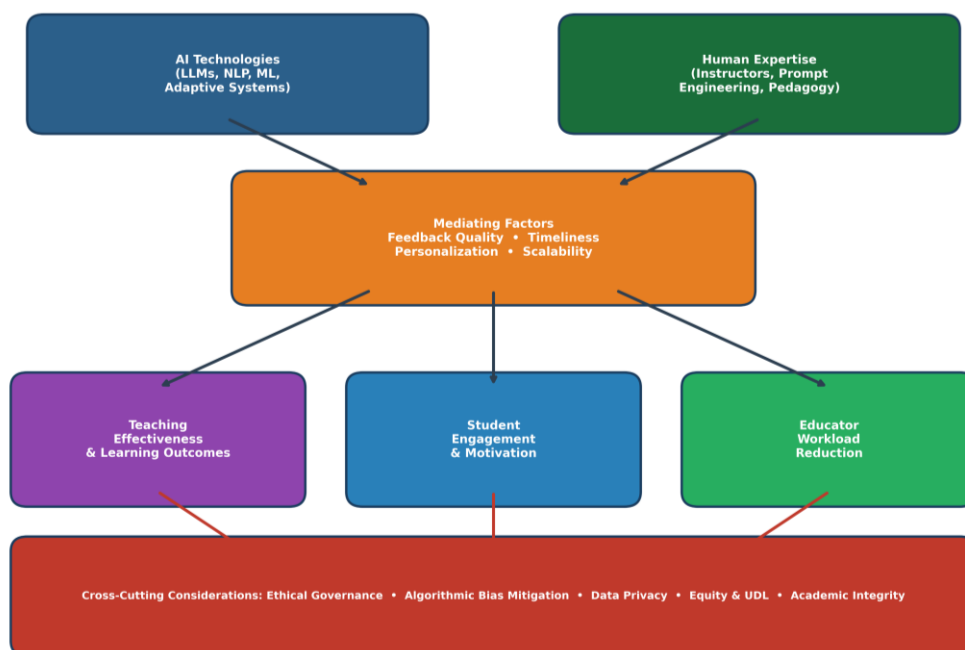 AI Technologies
(LLMs, NLP, ML,
Adaptive Systems)
Human Expertise
(Instructors, Prompt
Engineering, Pedagogy)
Mediating Factors
Feedback Quality • Timeliness
Personalization • Scalability
Teaching
Effectiveness
& Learning Outcomes
Student
Engagement
& Motivation
Educator
Workload
Reduction
Cross-Cutting Considerations: Ethical Governance • Algorithmic Bias Mitigation • Data Privacy • Equity & UDL • Academic Integrity